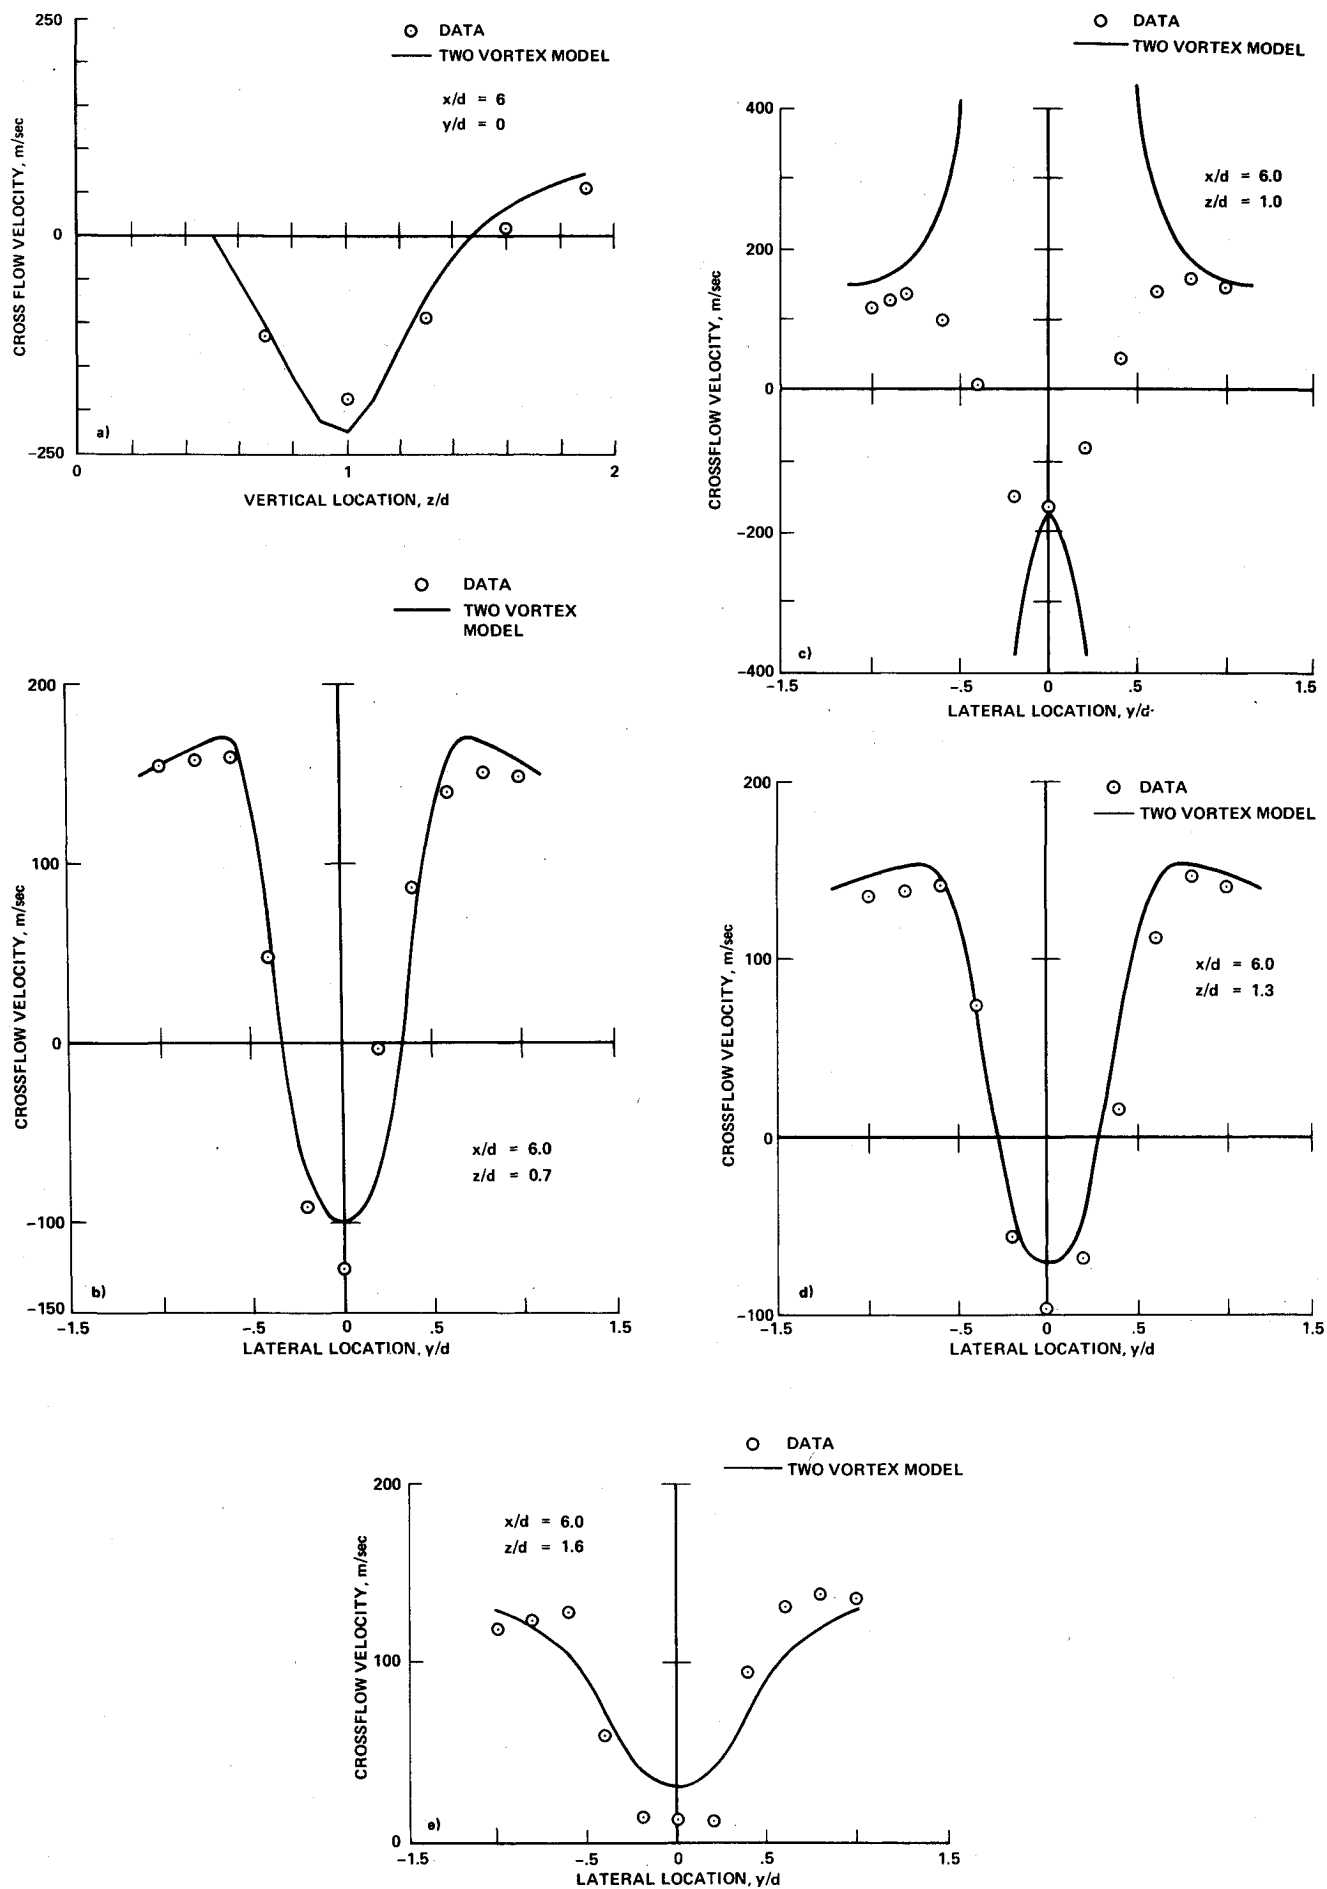 DATA
TWO VORTEX MODEL
x/d = 6
y/d = 0
250
0
-250
CROSS FLOW VELOCITY, m/sec
a)
0
1
2
VERTICAL LOCATION, z/d
DATA
TWO VORTEX
MODEL
200
100
0
-100
-150
CROSSFLOW VELOCITY, m/sec
x/d = 6.0
z/d = 0.7
b)
-1.5
-.5
0
.5
1.5
LATERAL LOCATION, y/d
DATA
TWO VORTEX MODEL
400
200
0
-200
-400
CROSSFLOW VELOCITY, m/sec
x/d = 6.0
z/d = 1.0
c)
-1.5
-.5
0
.5
1.5
LATERAL LOCATION, y/d
DATA
TWO VORTEX MODEL
200
100
0
-100
CROSSFLOW VELOCITY, m/sec
x/d = 6.0
z/d = 1.3
d)
-1.5
-.5
0
.5
1.5
LATERAL LOCATION, y/d
DATA
TWO VORTEX MODEL
200
100
0
CROSSFLOW VELOCITY, m/sec
x/d = 6.0
z/d = 1.6
e)
-1.5
-.5
0
.5
1.5
LATERAL LOCATION, y/d